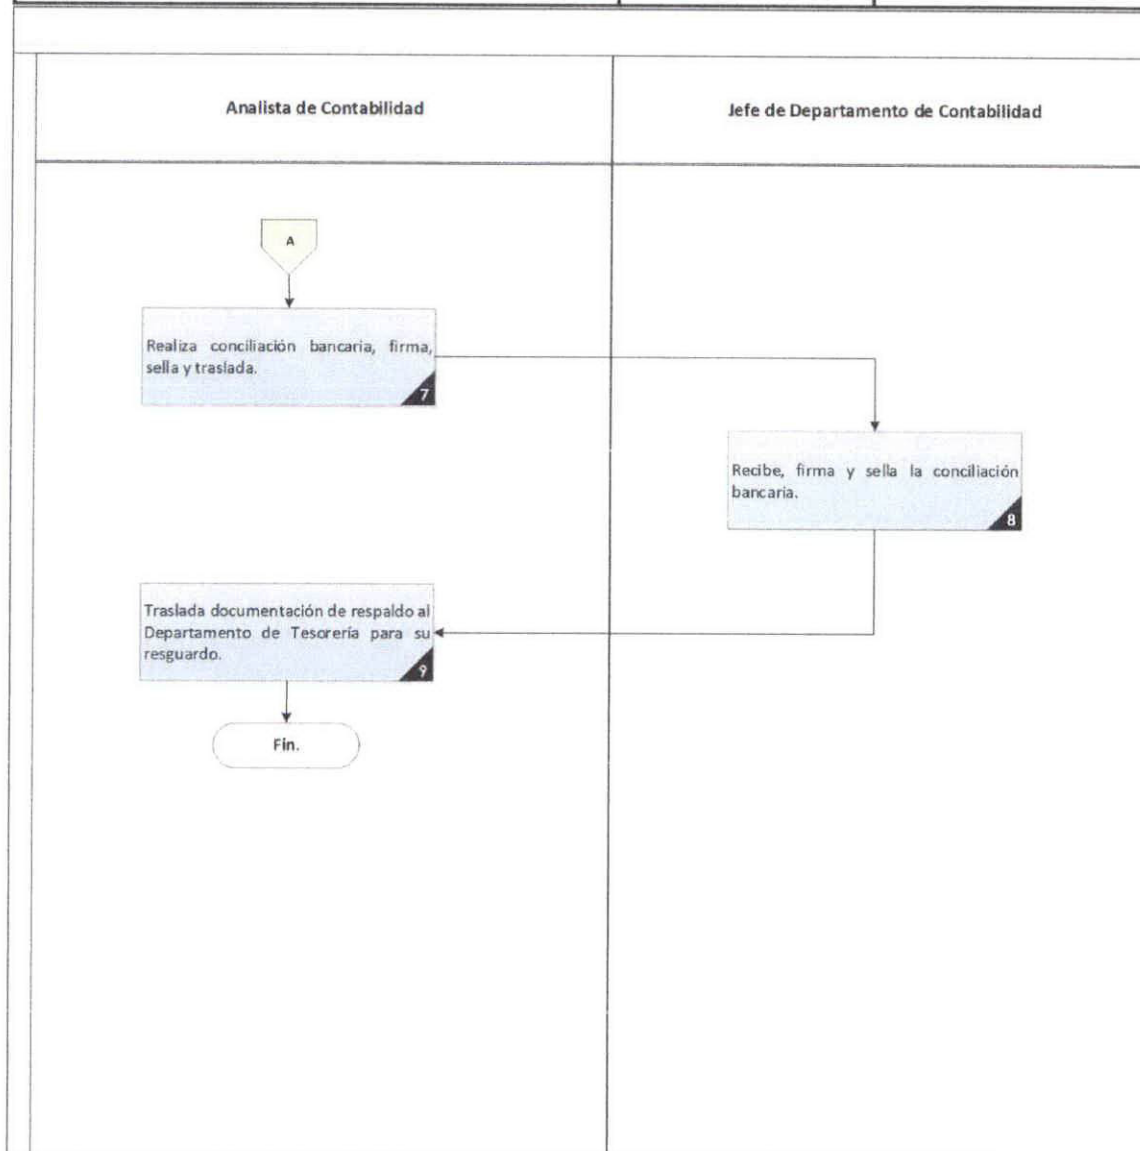 Analista de Contabilidad
Jefe de Departamento de Contabilidad
A
Realiza conciliación bancaria, firma,
sella y traslada.
7
Recibe, firma y sella la conciliación
bancaria.
8
Traslada documentación de respaldo al
Departamento de Tesorería para su
resguardo.
9
Fin.